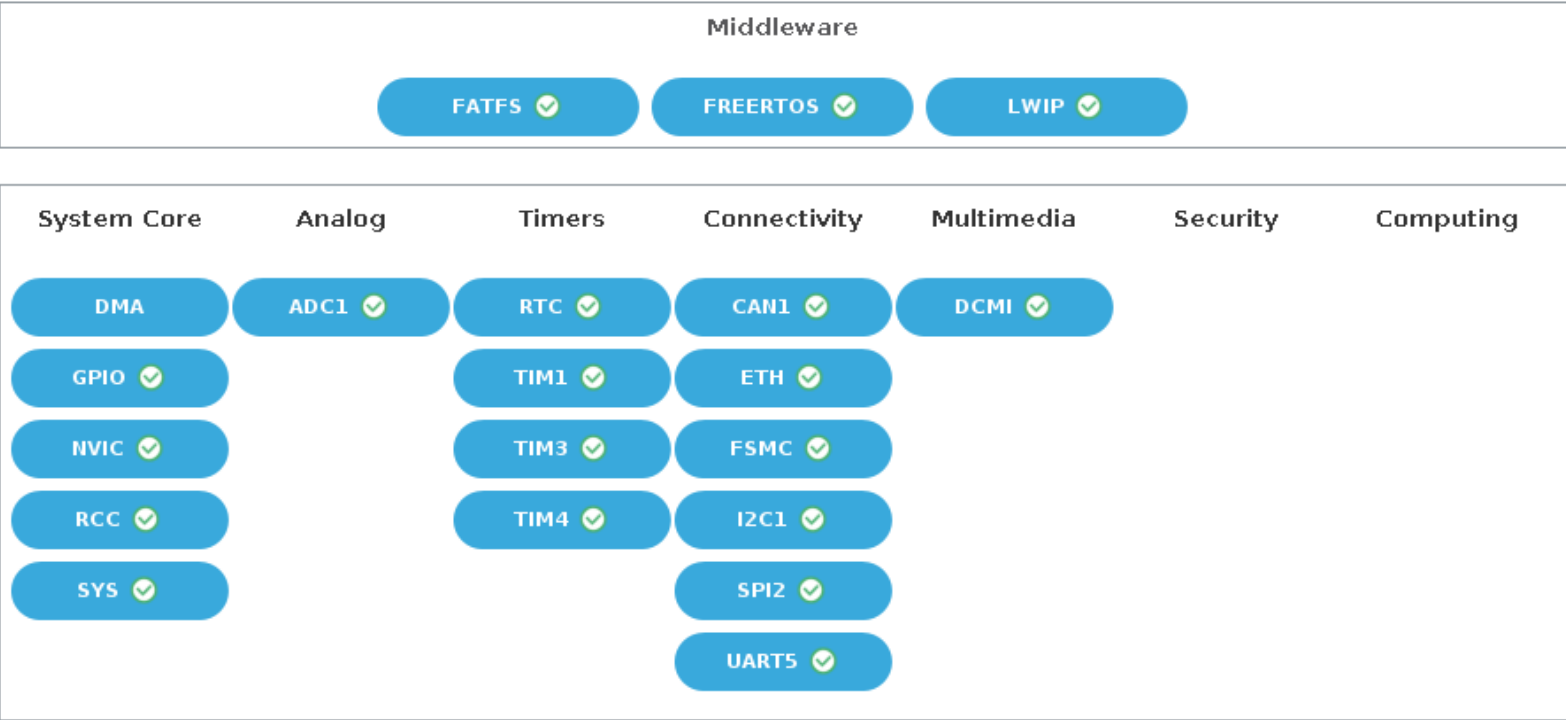 Middleware
FATFS FREERTOS LWIP
System Core Analog Timers Connectivity Multimedia Security Computing
DMA ADC1 RTC CAN1 DCMI
GPIO TIM1 ETH
NVIC TIM3 FSMC
RCC TIM4 I2C1
SYS SPI2
UART5